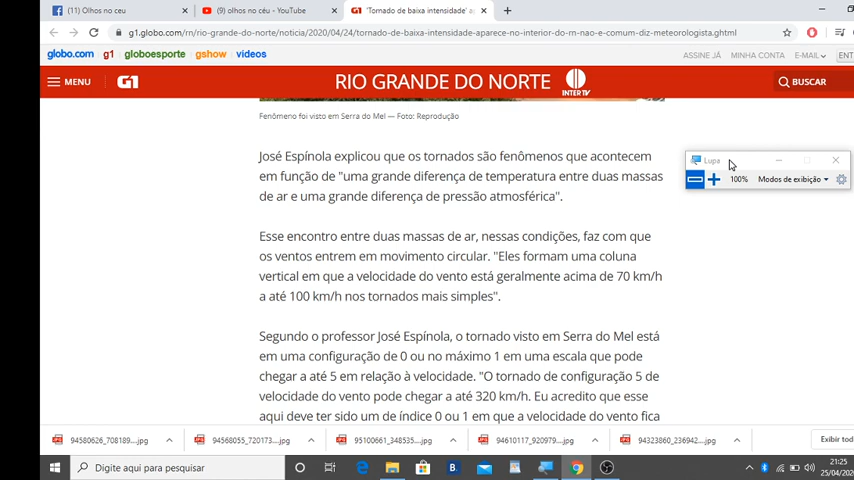 (11) Olhos no ceu
(9) olhos no céu - YouTube
'Tornado de baixa intensidade' a
g1.globo.com/rn/rio-grande-do-norte/noticia/2020/04/24/tornado-de-baixa-intensidade-aparece-no-interior-do-rn-nao-e-comum-diz-meteorologista.ghtml
globo.com g1 globoesporte gshow videos ASSINE JÁ MINHA CONTA E-MAIL ENT
MENU G1 RIO GRANDE DO NORTE INTER TV BUSCAR
Fenômeno foi visto em Serra do Mel — Foto: Reprodução
José Espínola explicou que os tornados são fenômenos que acontecem
em função de "uma grande diferença de temperatura entre duas massas
de ar e uma grande diferença de pressão atmosférica".
Lupa
100% Modos de exibição
Esse encontro entre duas massas de ar, nessas condições, faz com que
os ventos entrem em movimento circular. "Eles formam uma coluna
vertical em que a velocidade do vento está geralmente acima de 70 km/h
a até 100 km/h nos tornados mais simples".
Segundo o professor José Espínola, o tornado visto em Serra do Mel está
em uma configuração de 0 ou no máximo 1 em uma escala que pode
chegar a até 5 em relação à velocidade. "O tornado de configuração 5 de
velocidade do vento pode chegar a até 320 km/h. Eu acredito que esse
aqui deve ter sido um de índice 0 ou 1 em que a velocidade do vento fica
94580626_708189....jpg 94568055_720173....jpg 95100661_348535....jpg 94610117_920979....jpg 94323860_236942....jpg Exibir tod
Digite aqui para pesquisar
21:25
25/04/20